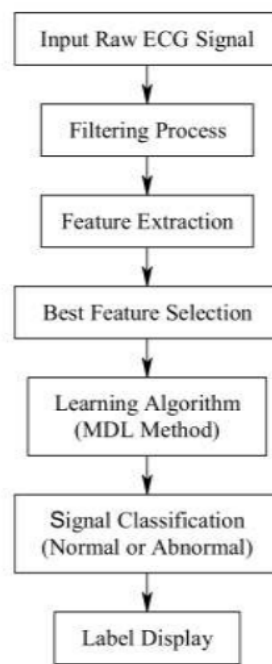 Input Raw ECG Signal
Filtering Process
Feature Extraction
Best Feature Selection
Learning Algorithm
(MDL Method)
Signal Classification
(Normal or Abnormal)
Label Display